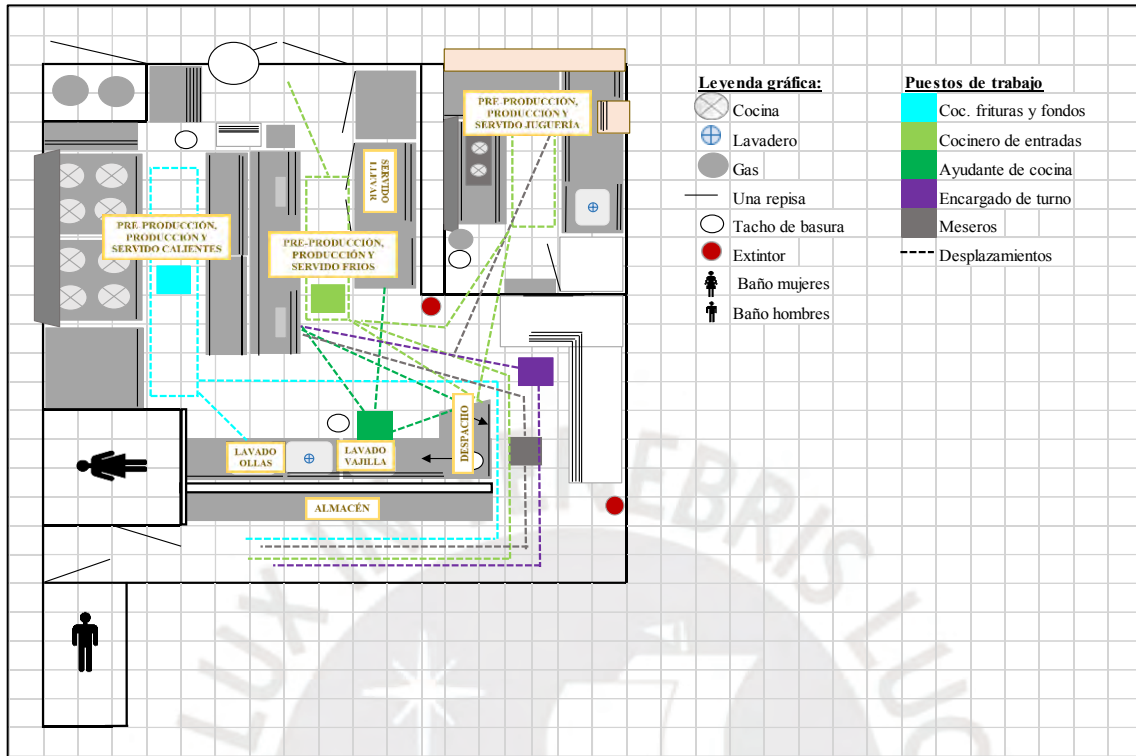 PRE-PRODUCCIÓN,
PRODUCCIÓN Y
SERVIDO JUGUERÍA
SERVIDO
LLEVAR
PRE-PRODUCCIÓN,
PRODUCCIÓN Y
SERVIDO CALIENTES
PRE-PRODUCCIÓN,
PRODUCCIÓN Y
SERVIDO FRIOS
DESPACHO
LAVADO
OLLAS
LAVADO
VAJILLA
ALMACÉN
Leyenda gráfica:
Cocina
Lavadero
Gas
Una repisa
Tacho de basura
Extintor
Baño mujeres
Baño hombres
Puestos de trabajo
Coc. frituras y fondos
Cocinero de entradas
Ayudante de cocina
Encargado de turno
Meseros
Desplazamientos